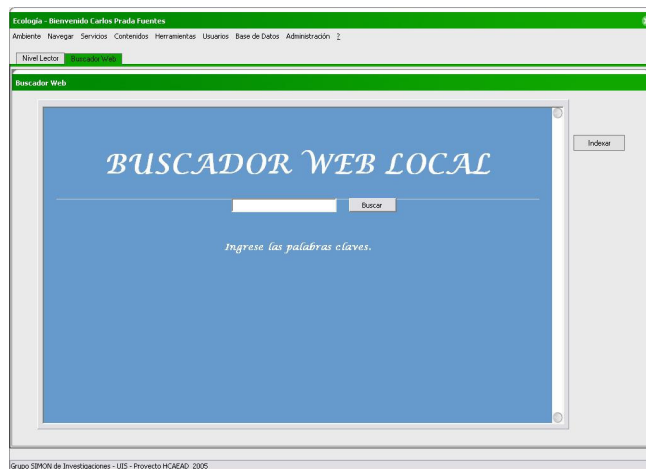 Ecología - Bienvenido Carlos Prada Fuentes
Ambiente Navegar Servicios Contenidos Herramientas Usuarios Base de Datos Administración ?
Nivel Lector Buscador Web
Buscador Web
Indexar
BUSCADOR WEB LOCAL
Buscar
Ingrese las palabras claves.
Grupo SIMON de Investigaciones - UIS - Proyecto HCAEAD 2005